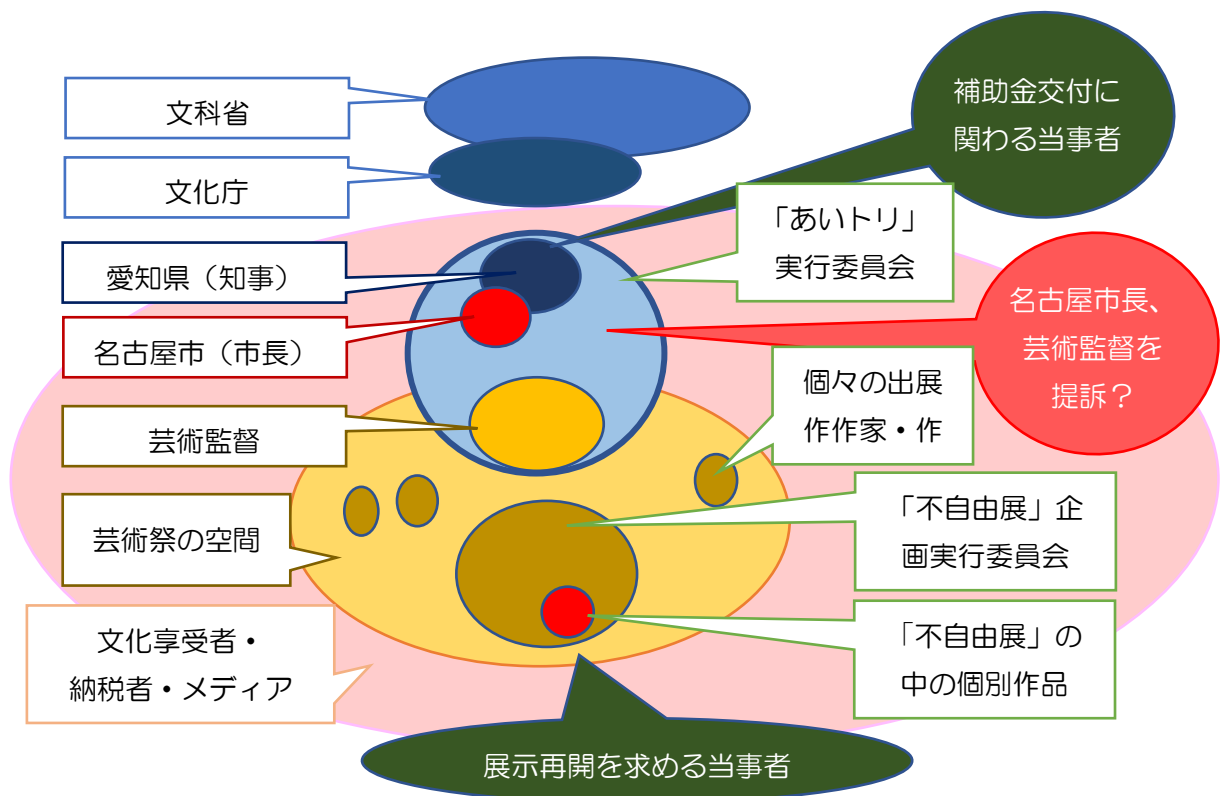 文科省
文化庁
愛知県（知事）
名古屋市（市長）
芸術監督
芸術祭の空間
文化享受者・
納税者・メディア
補助金交付に
関わる当事者
「あいトリ」
実行委員会
名古屋市長、
芸術監督を
提訴？
個々の出展
作作家・作
「不自由展」企
画実行委員会
「不自由展」の
中の個別作品
展示再開を求める当事者